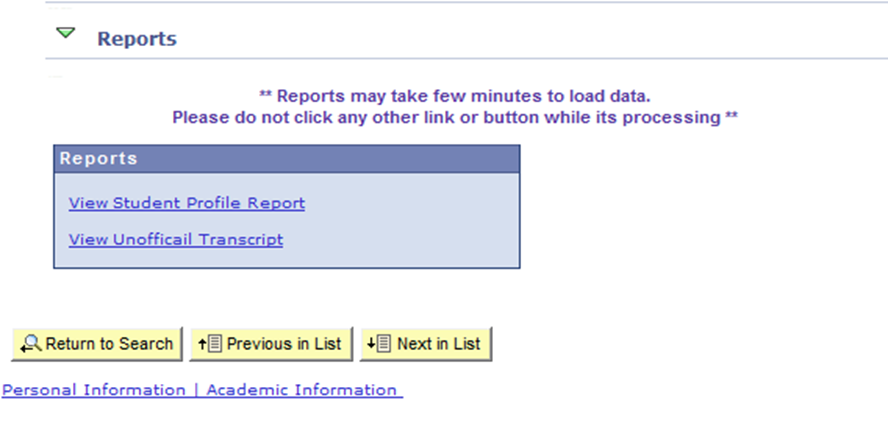 Reports
** Reports may take few minutes to load data.
Please do not click any other link or button while its processing **
Reports
View Student Profile Report
View Unofficail Transcript
Return to Search Previous in List Next in List
Personal Information | Academic Information